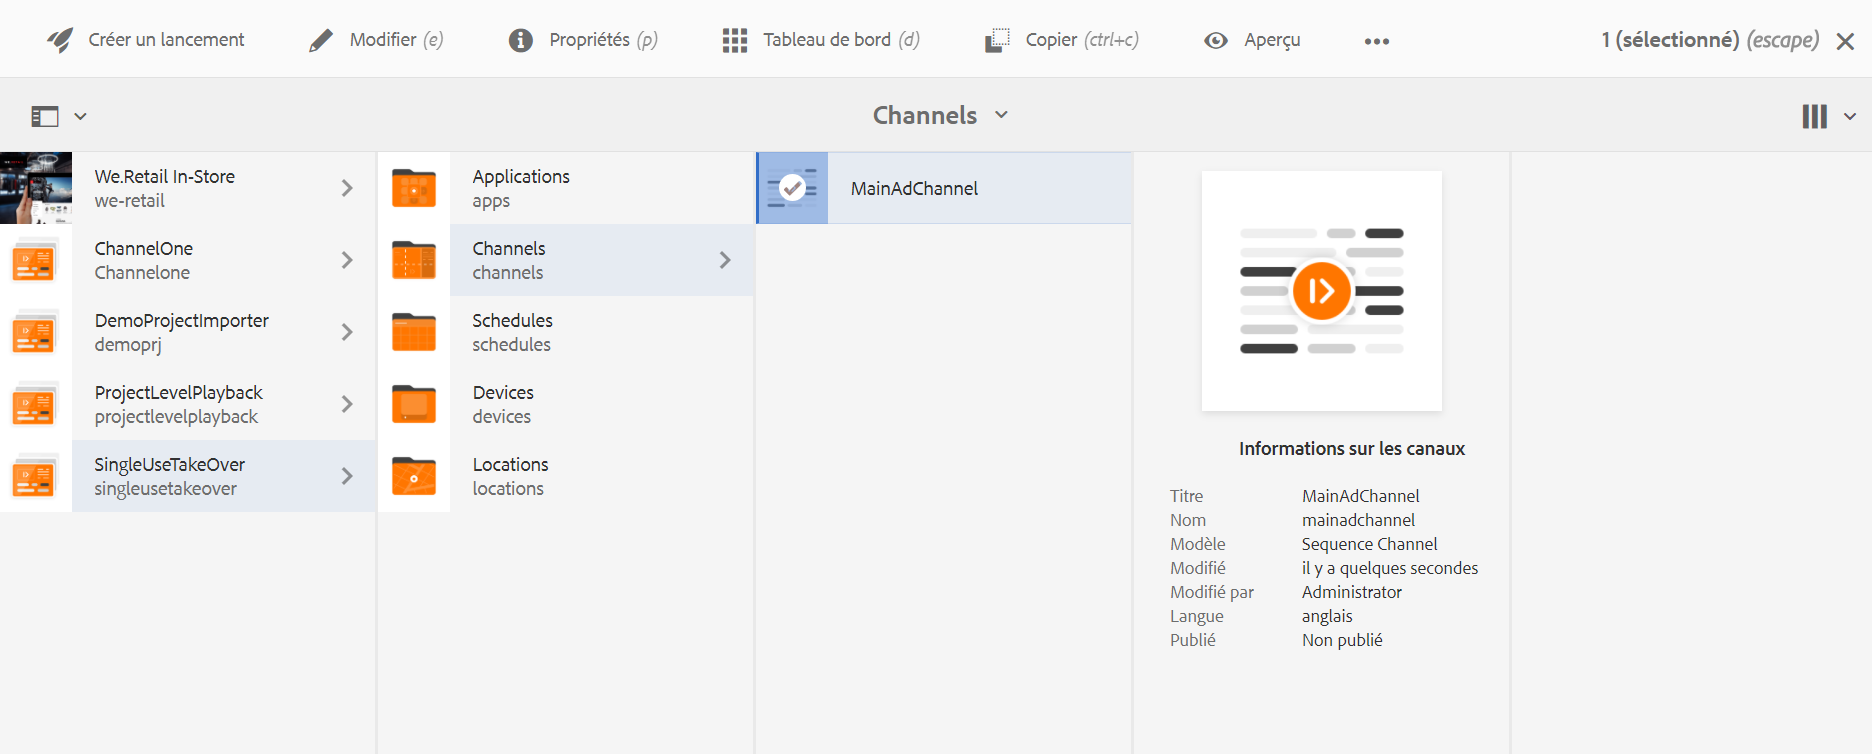 Créer un lancement
Modifier (e)
Propriétés (p)
Tableau de bord (d)
Copier (ctrl+c)
Aperçu
1 (sélectionné) (escape)
Channels
We.Retail In-Store
we-retail
ChannelOne
Channelone
DemoProjectImporter
demoprj
ProjectLevelPlayback
projectlevelplayback
SingleUseTakeOver
singleusetakeover
Applications
apps
Channels
channels
Schedules
schedules
Devices
devices
Locations
locations
MainAdChannel
Informations sur les canaux
Titre MainAdChannel
Nom mainadchannel
Modèle Sequence Channel
Modifié il y a quelques secondes
Modifié par Administrator
Langue anglais
Publié Non publié